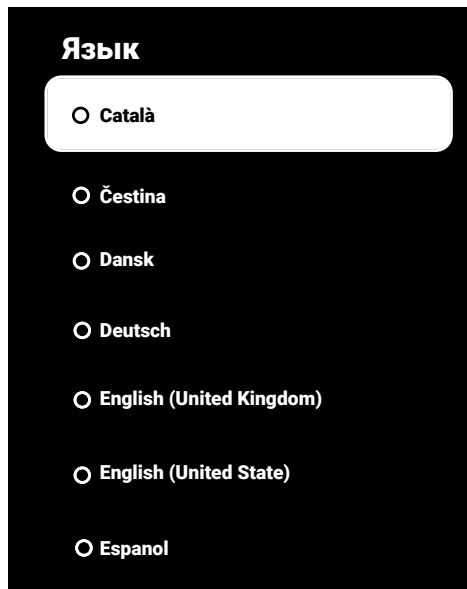 Язык
Català
Čestina
Dansk
Deutsch
English (United Kingdom)
English (United State)
Espanol